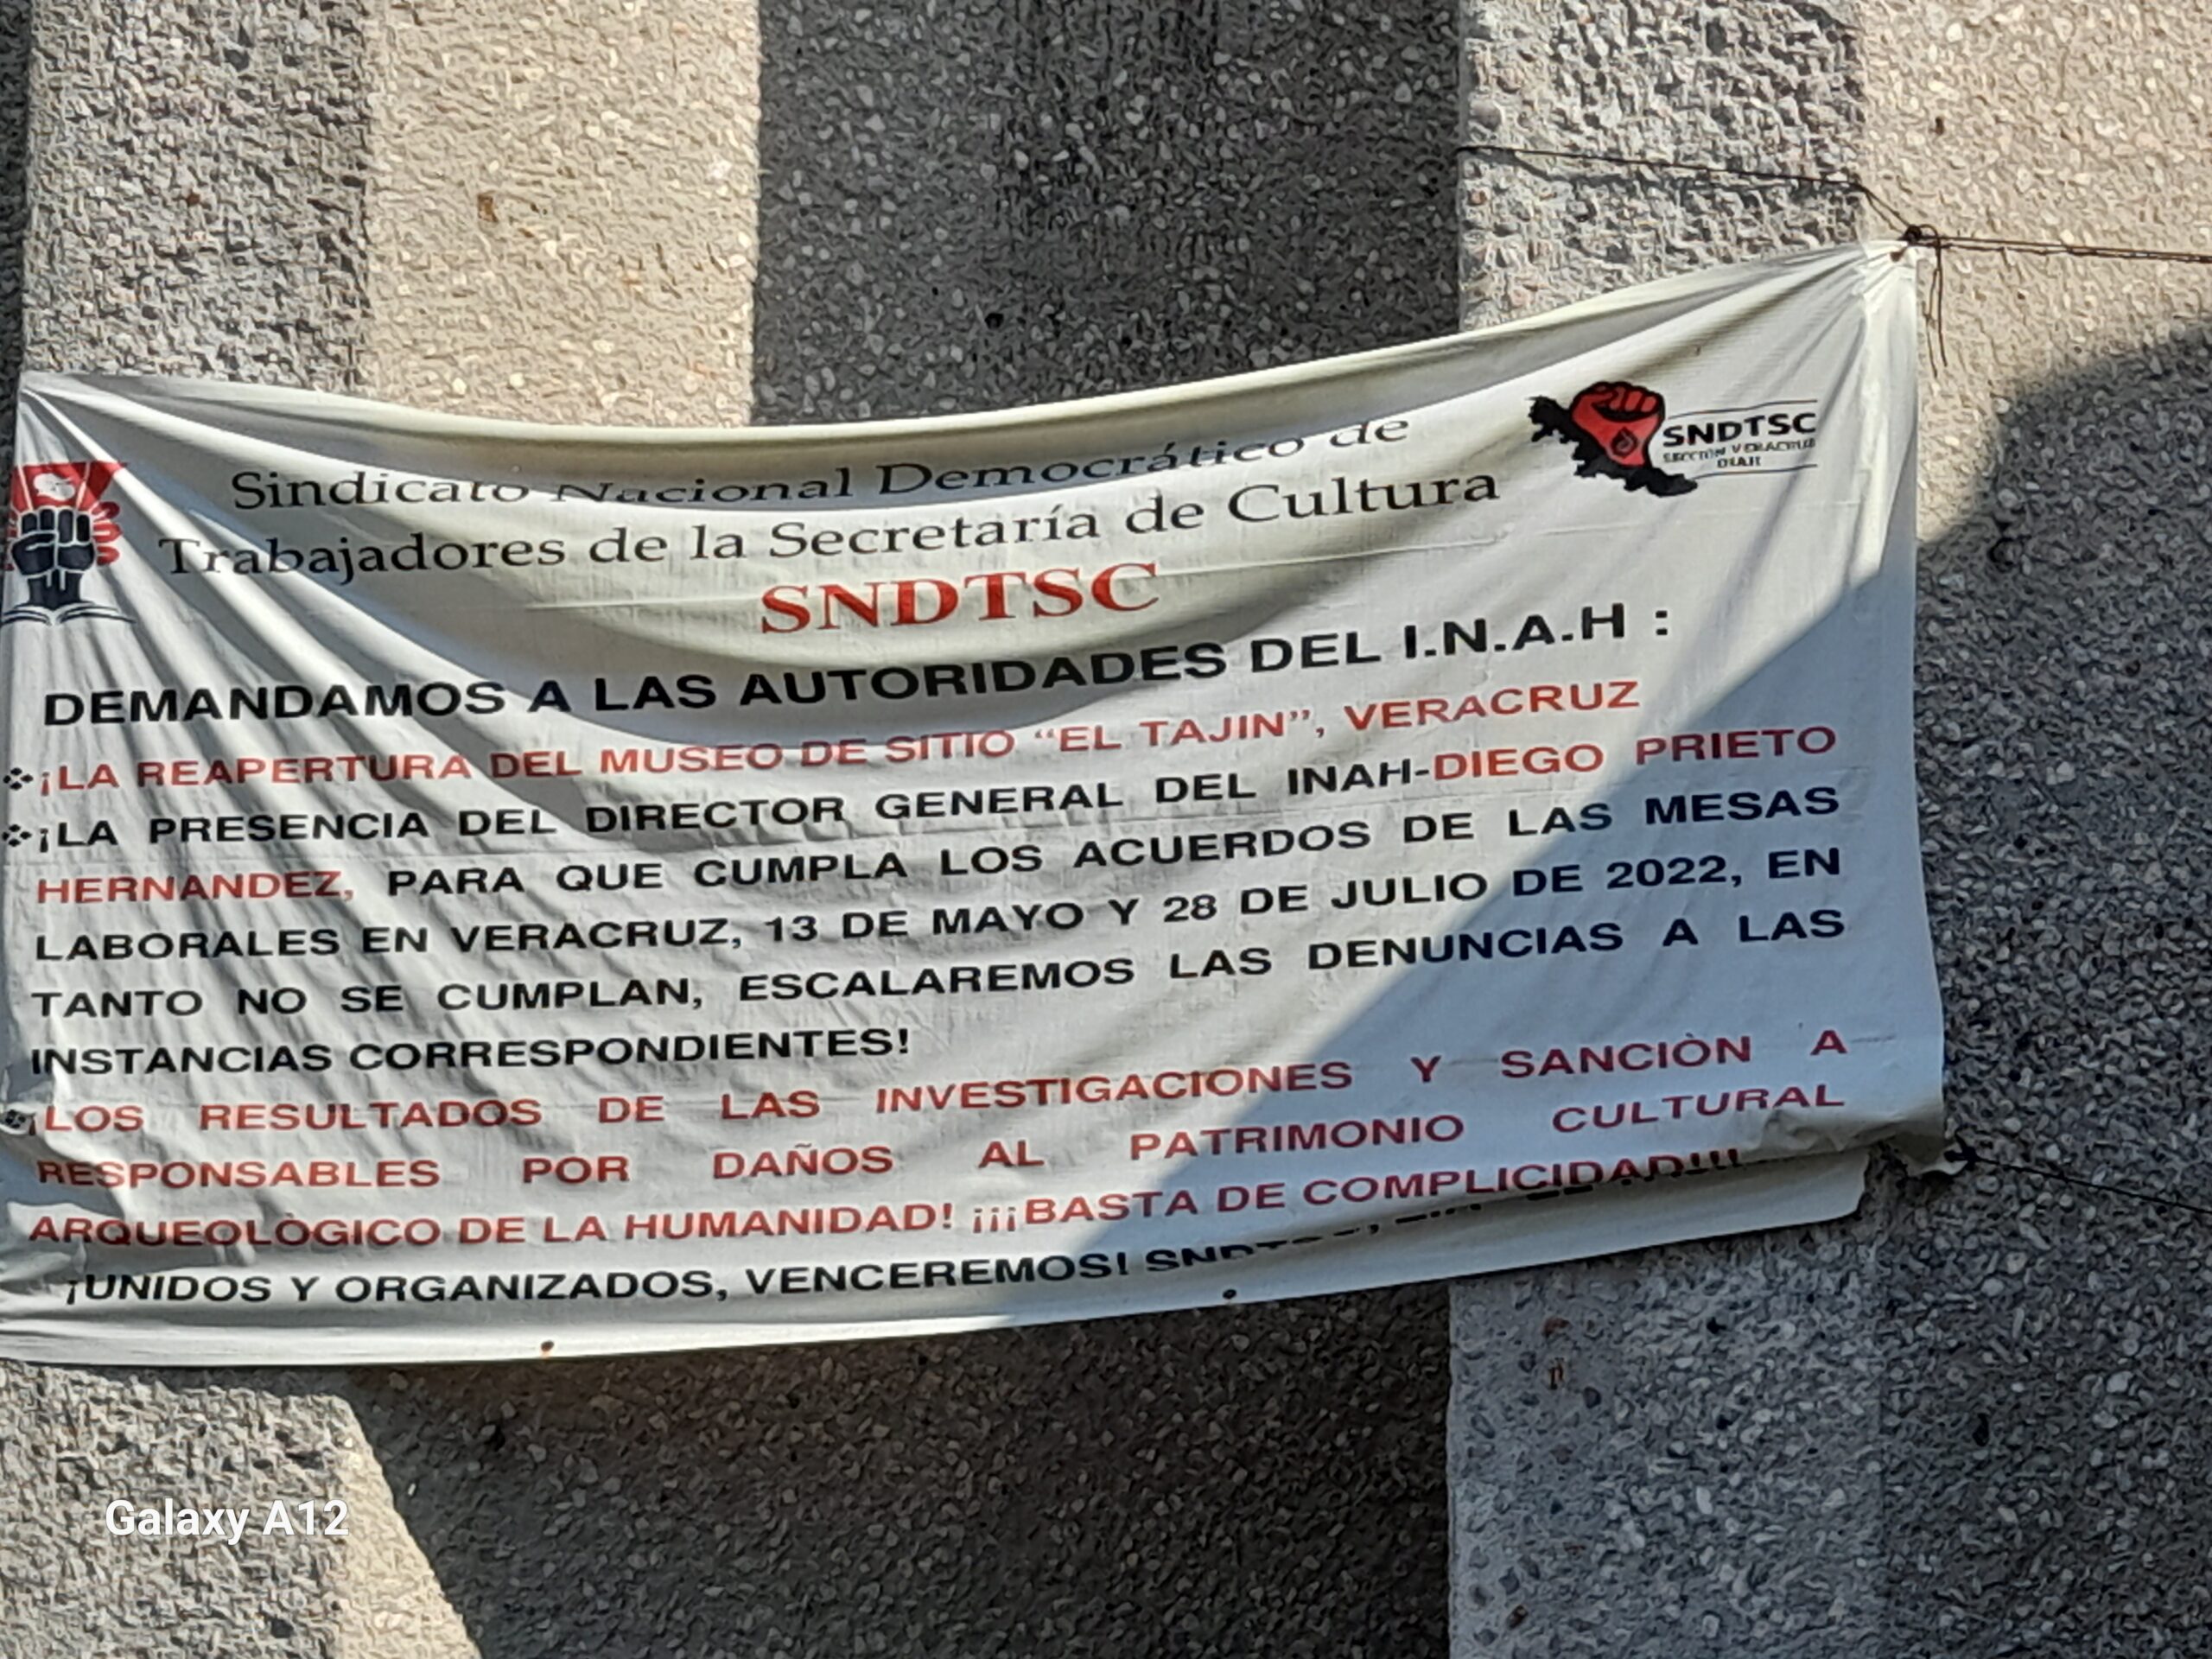 Sindicato Nacional Democrático de
Trabajadores de la Secretaría de Cultura
SNDTSC
SNDTSC
SECCIÓN VERACRUZ
DEMANDAMOS A LAS AUTORIDADES DEL I.N.A.H :
❖¡LA REAPERTURA DEL MUSEO DE SITIO “EL TAJIN”, VERACRUZ
❖¡LA PRESENCIA DEL DIRECTOR GENERAL DEL INAH-DIEGO PRIETO
HERNANDEZ, PARA QUE CUMPLA LOS ACUERDOS DE LAS MESAS
LABORALES EN VERACRUZ, 13 DE MAYO Y 28 DE JULIO DE 2022, EN
TANTO NO SE CUMPLAN, ESCALAREMOS LAS DENUNCIAS A LAS
INSTANCIAS CORRESPONDIENTES!
❖¡LOS RESULTADOS DE LAS INVESTIGACIONES Y SANCIÒN A
RESPONSABLES POR DAÑOS AL PATRIMONIO CULTURAL
ARQUEOLÒGICO DE LA HUMANIDAD! ¡¡¡BASTA DE COMPLICIDAD!!!
¡UNIDOS Y ORGANIZADOS, VENCEREMOS!
Galaxy A12